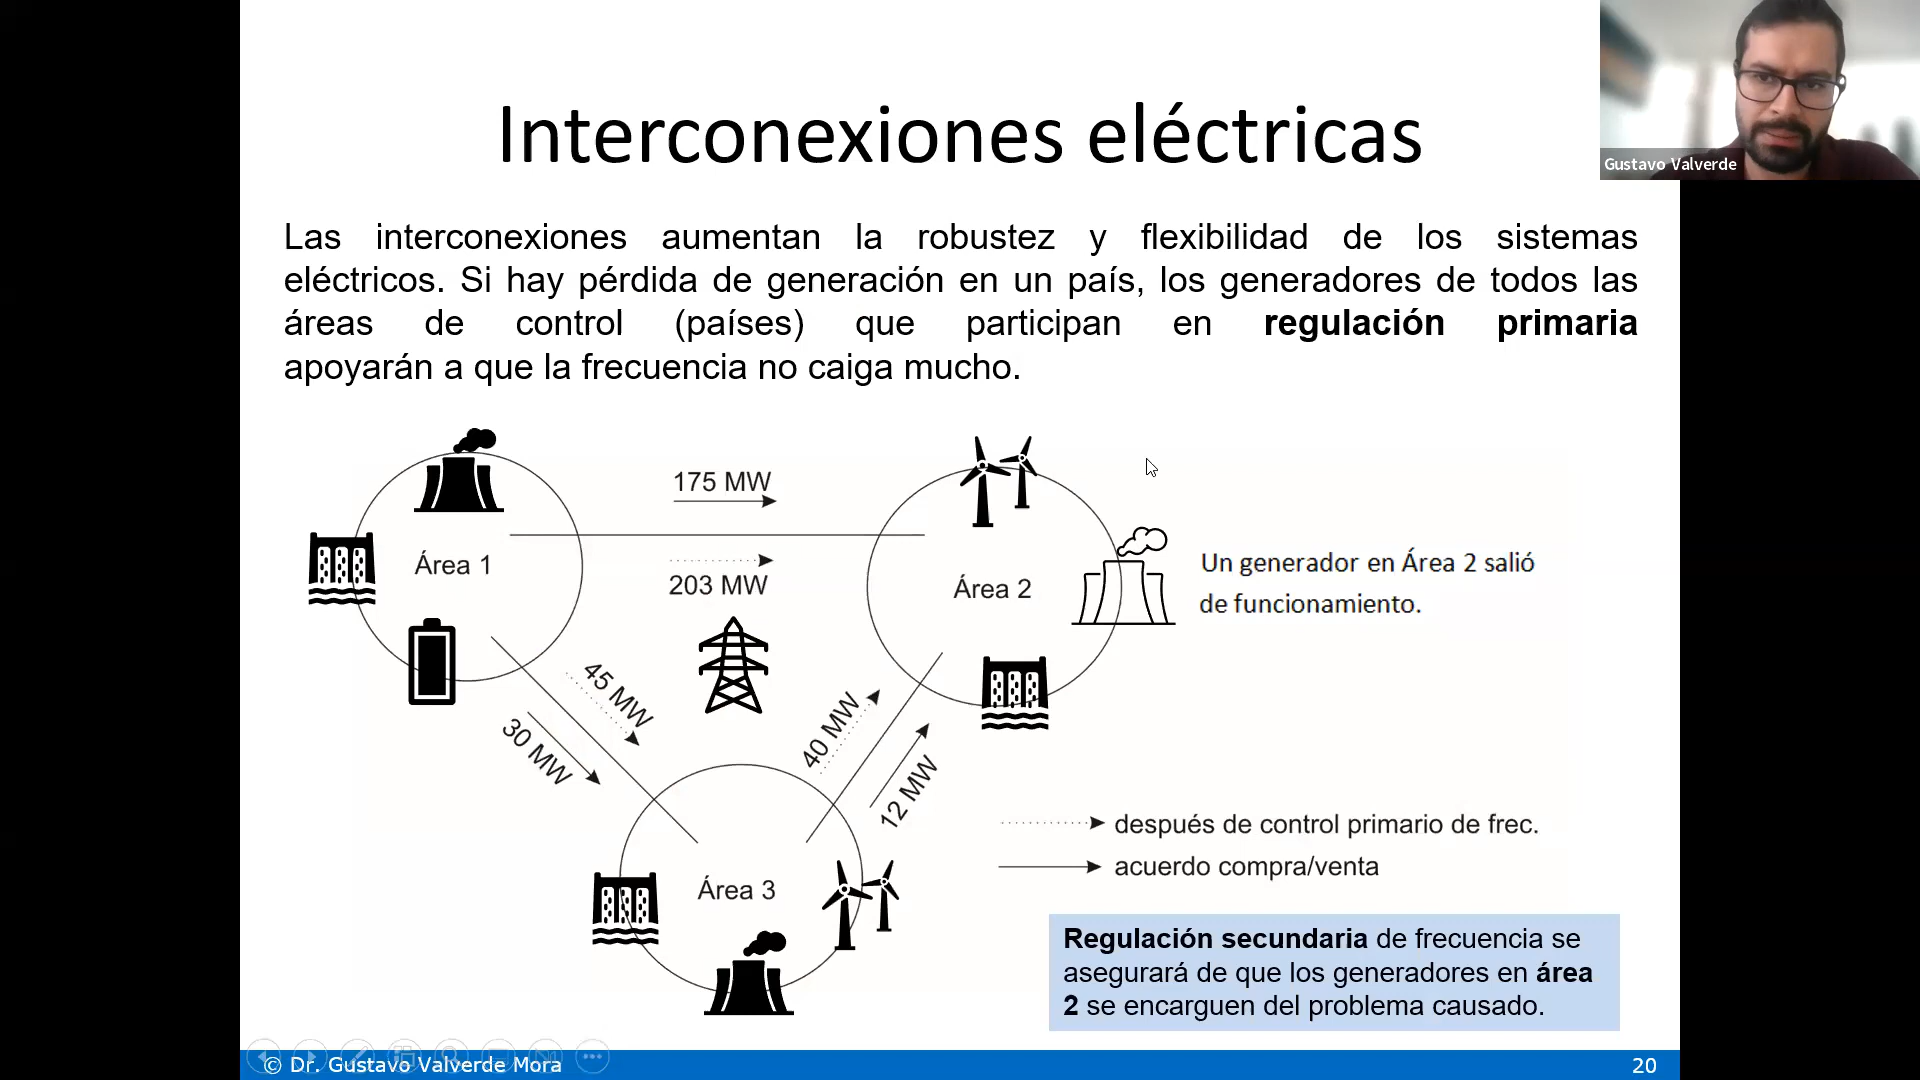 Gustavo Valverde
Interconexiones eléctricas
Las interconexiones aumentan la robustez y flexibilidad de los sistemas
eléctricos. Si hay pérdida de generación en un país, los generadores de todos las
áreas de control (países) que participan en regulación primaria
apoyarán a que la frecuencia no caiga mucho.
175 MW
203 MW
Área 1
Área 2
Un generador en Área 2 salió
de funcionamiento.
45 MW
30 MW
40 MW
12 MW
Área 3
después de control primario de frec.
acuerdo compra/venta
Regulación secundaria de frecuencia se
asegurará de que los generadores en área
2 se encarguen del problema causado.
© Dr. Gustavo Valverde Mora
20